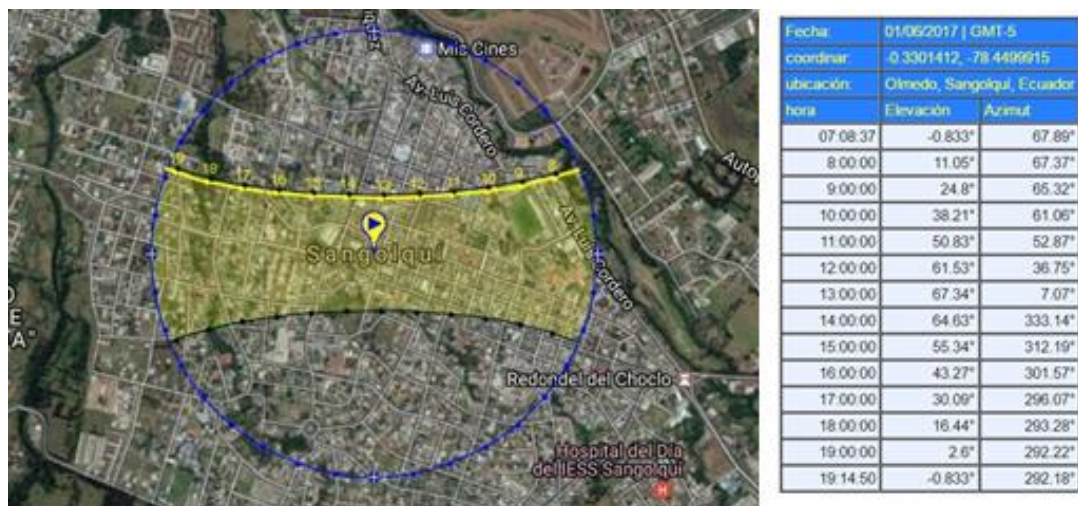 Mis Cines
Av. Luis Cordero
19 18 17
9 8
Sangolquí
Av. Luis Cordero
Redondel del Choclo
Hospital del Día
del IESS Sangolquí
H
Fecha: 01/06/2017 | GMT-5
coordinar: -0.3301412, -78.4499915
ubicación: Olmedo, Sangolquí, Ecuador
hora Elevación Azimut
07:08:37 -0.833° 67.89°
8:00:00 11.05° 67.37°
9:00:00 24.8° 65.32°
10:00:00 38.21° 61.06°
11:00:00 50.83° 52.87°
12:00:00 61.53° 36.75°
13:00:00 67.34° 7.07°
14:00:00 64.63° 333.14°
15:00:00 55.34° 312.19°
16:00:00 43.27° 301.57°
17:00:00 30.09° 296.07°
18:00:00 16.44° 293.28°
19:00:00 2.6° 292.22°
19:14:50 -0.833° 292.18°